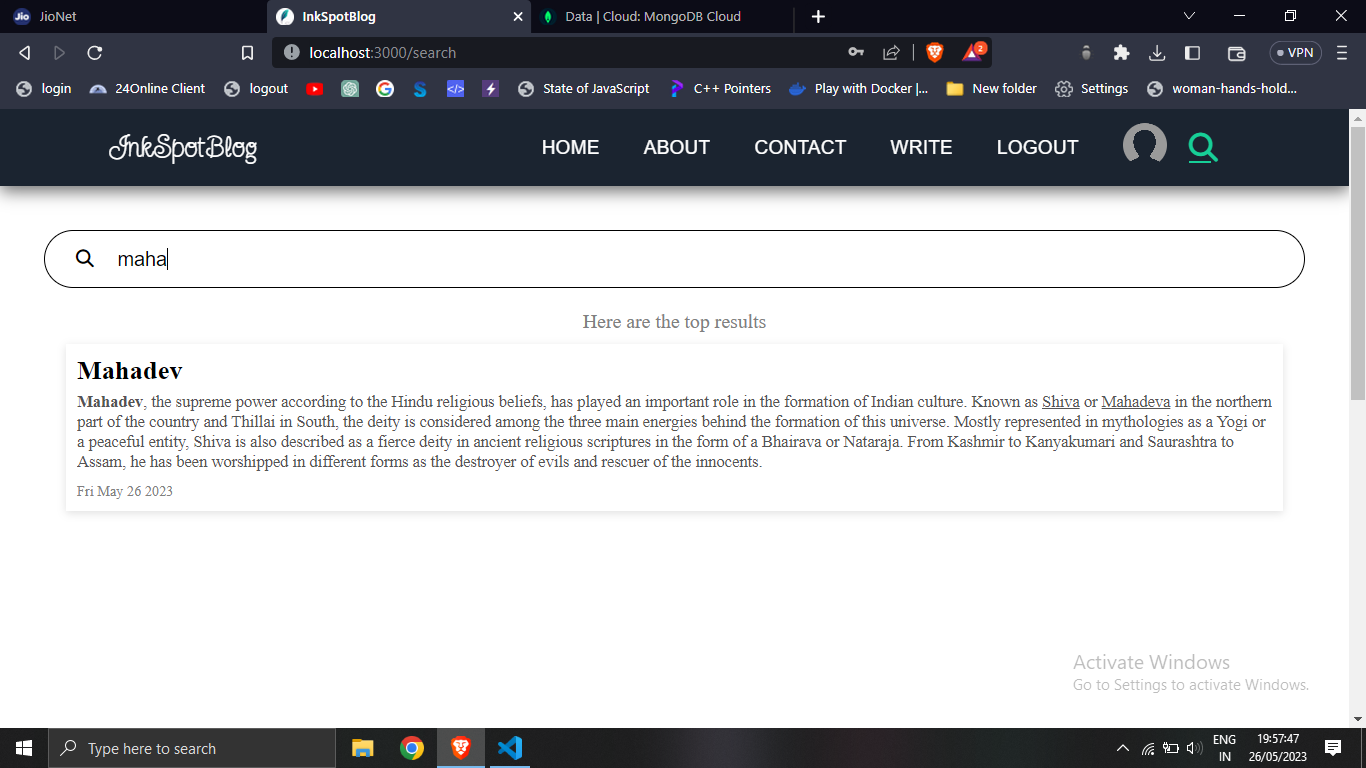 JioNet
InkSpotBlog
Data | Cloud: MongoDB Cloud
localhost:3000/search
2
VPN
login
24Online Client
logout
State of JavaScript
C++ Pointers
Play with Docker |...
New folder
Settings
woman-hands-hold...
InkSpotBlog
HOME
ABOUT
CONTACT
WRITE
LOGOUT
maha
Here are the top results
Mahadev
Mahadev, the supreme power according to the Hindu religious beliefs, has played an important role in the formation of Indian culture. Known as Shiva or Mahadeva in the northern
part of the country and Thillai in South, the deity is considered among the three main energies behind the formation of this universe. Mostly represented in mythologies as a Yogi or
a peaceful entity, Shiva is also described as a fierce deity in ancient religious scriptures in the form of a Bhairava or Nataraja. From Kashmir to Kanyakumari and Saurashtra to
Assam, he has been worshipped in different forms as the destroyer of evils and rescuer of the innocents.
Fri May 26 2023
Activate Windows
Go to Settings to activate Windows.
Type here to search
ENG
IN
19:57:47
26/05/2023